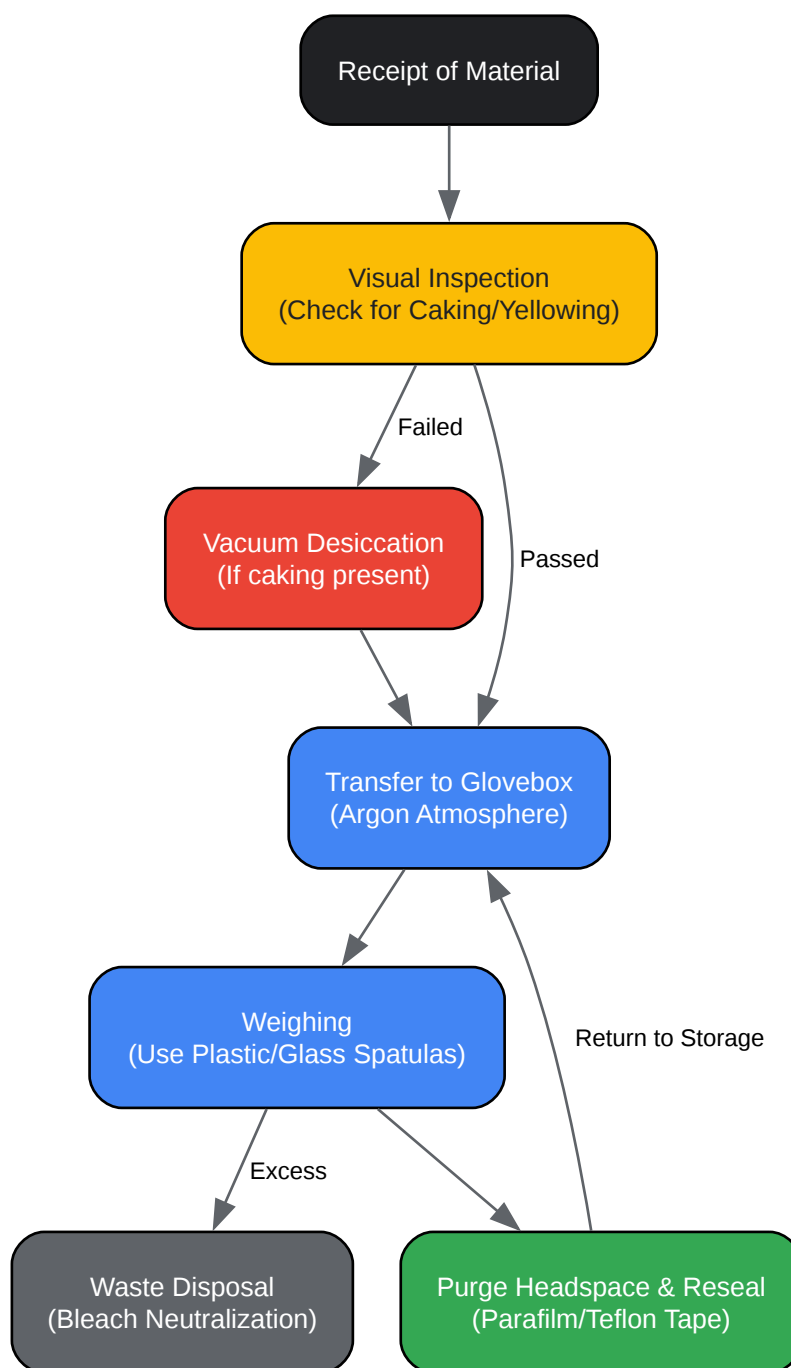 Receipt of Material
Visual Inspection
(Check for Caking/Yellowing)
Failed
Vacuum Desiccation
(If caking present)
Passed
Transfer to Glovebox
(Argon Atmosphere)
Weighing
(Use Plastic/Glass Spatulas)
Return to Storage
Excess
Waste Disposal
(Bleach Neutralization)
Purge Headspace & Reseal
(Parafilm/Teflon Tape)